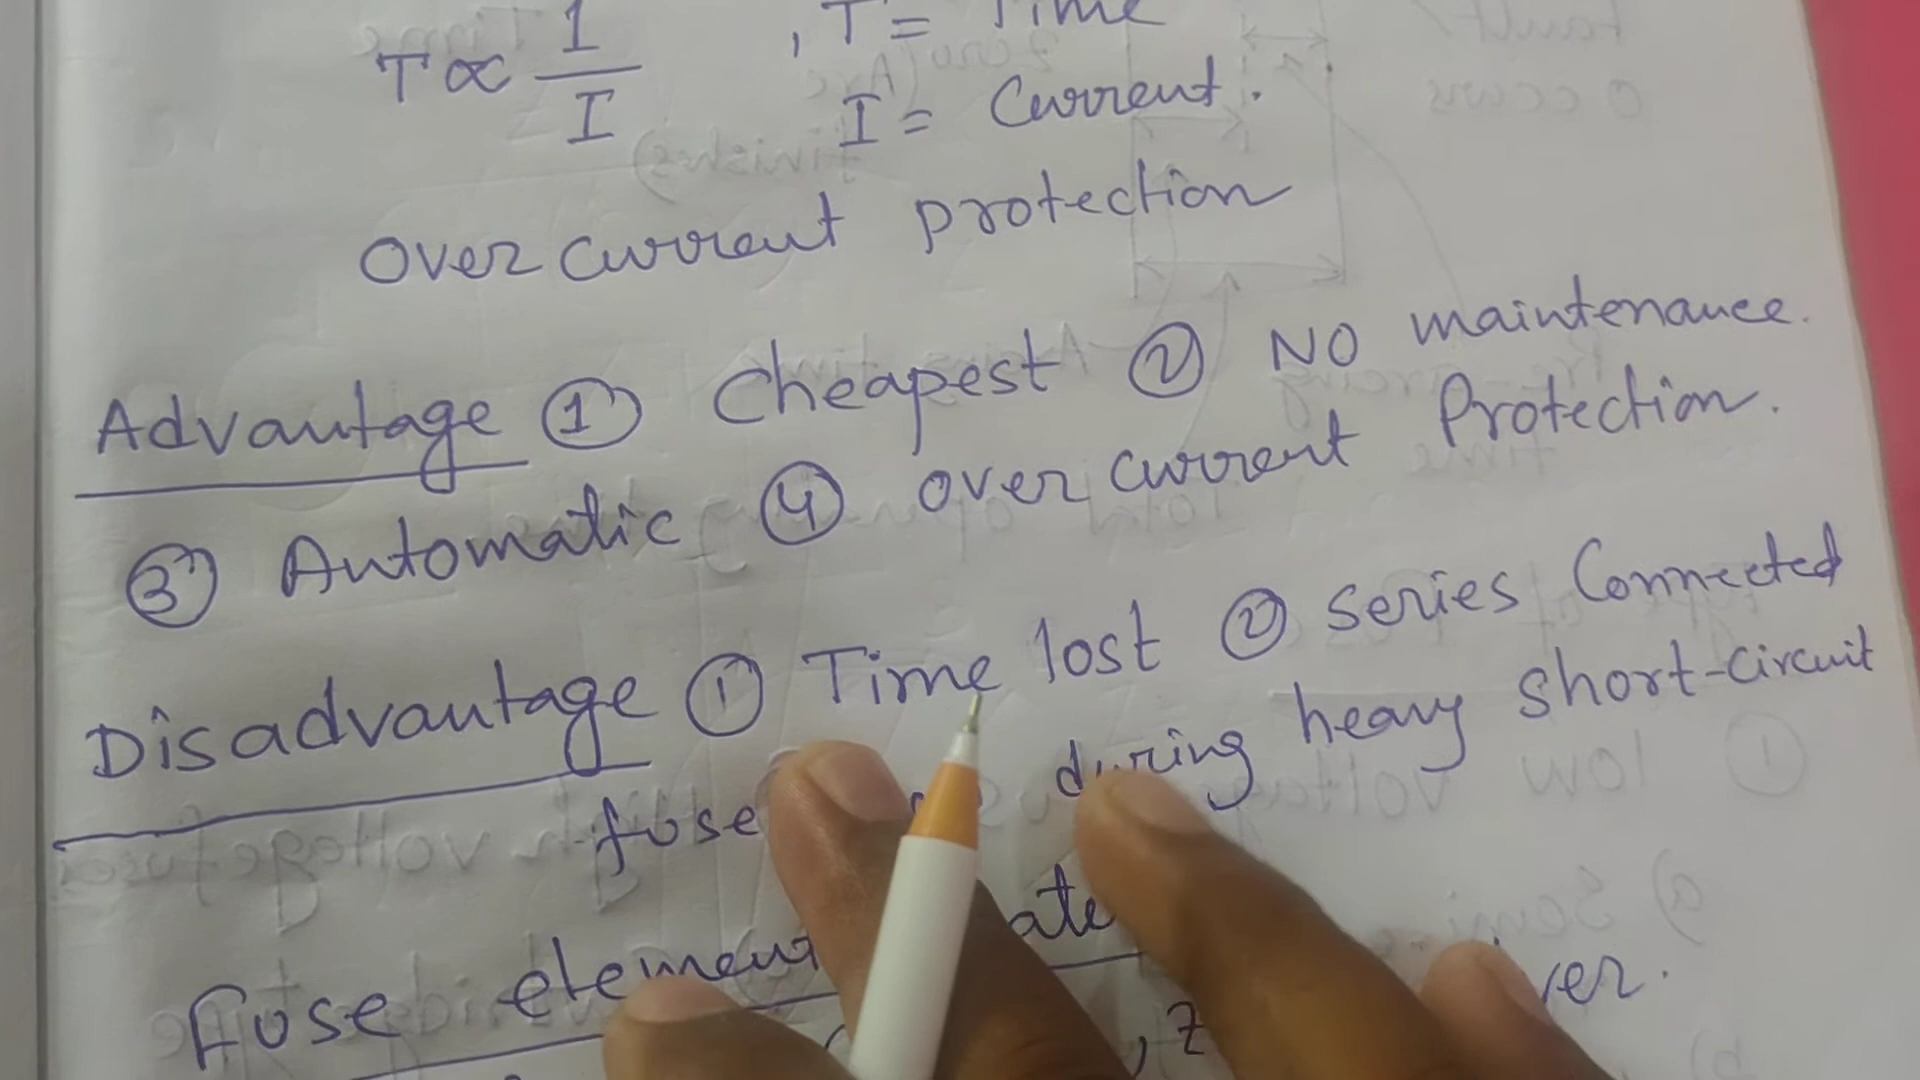 T ∝ 1/I , T = Time
I = Current.
Over current protection
Advantage ① Cheapest ② NO maintenance.
③ Automatic ④ over current Protection.
Disadvantage ① Time lost ② series Connected
fuse during heavy short-circuit
Fuse element